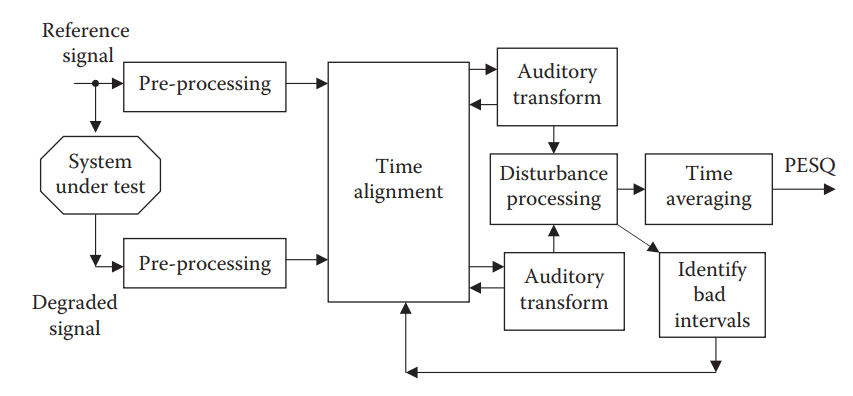 Reference
signal
Pre-processing
System
under test
Pre-processing
Degraded
signal
Time
alignment
Auditory
transform
Disturbance
processing
Auditory
transform
Time
averaging
PESQ
Identify
bad
intervals